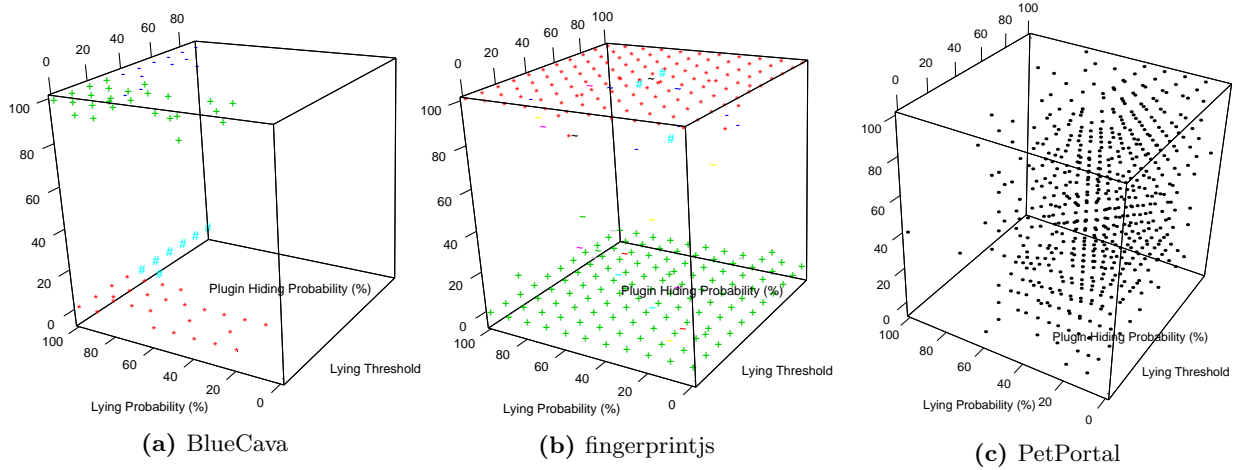 0 20 40 60 80
100
80
60
40
20
0
100 80 60 40 20 0
Plugin Hiding Probability (%)
Lying Threshold
Lying Probability (%)
(a) BlueCava
0 20 40 60 80 100
100
80
60
40
20
0
100 80 60 40 20 0
Plugin Hiding Probability (%)
Lying Threshold
Lying Probability (%)
(b) fingerprintjs
0 20 40 60 80 100
100
80
60
40
20
0
100 80 60 40 20 0
Plugin Hiding Probability (%)
Lying Threshold
Lying Probability (%)
(c) PetPortal